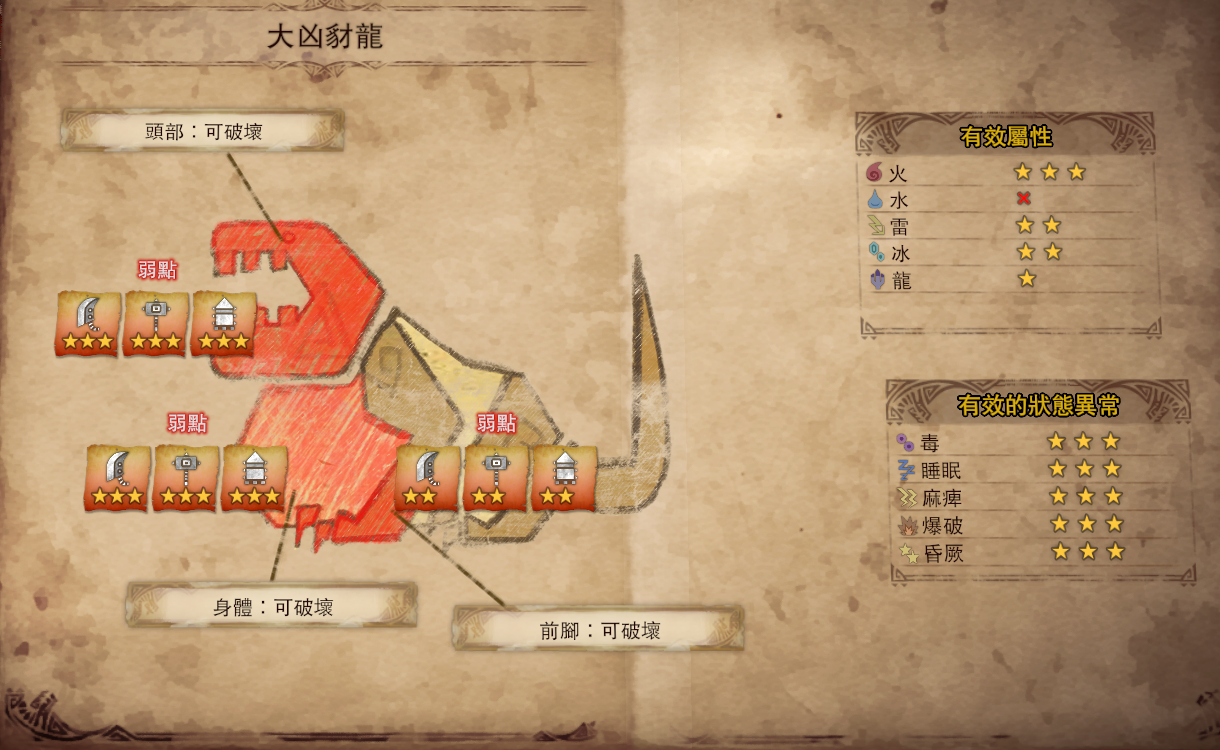 大凶豺龍
頭部：可破壞
弱點
弱點
弱點
身體：可破壞
前腳：可破壞
有效屬性
火
水
雷
冰
龍
有效的狀態異常
毒
睡眠
麻痺
爆破
昏厥